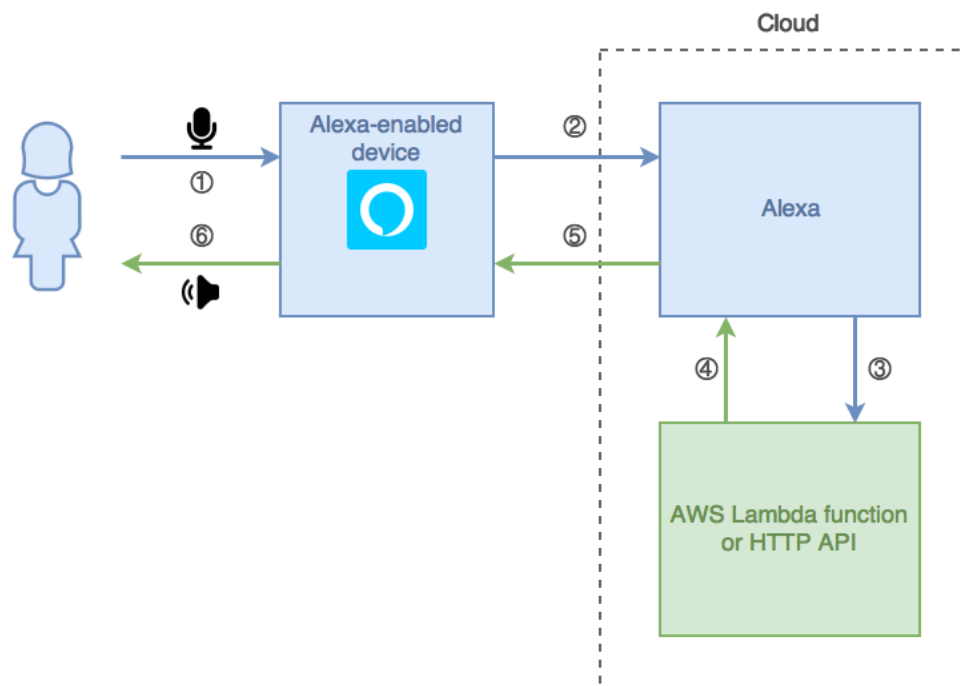 Cloud
Alexa-enabled
device
②
①
Alexa
⑥
⑤
④
③
AWS Lambda function
or HTTP API